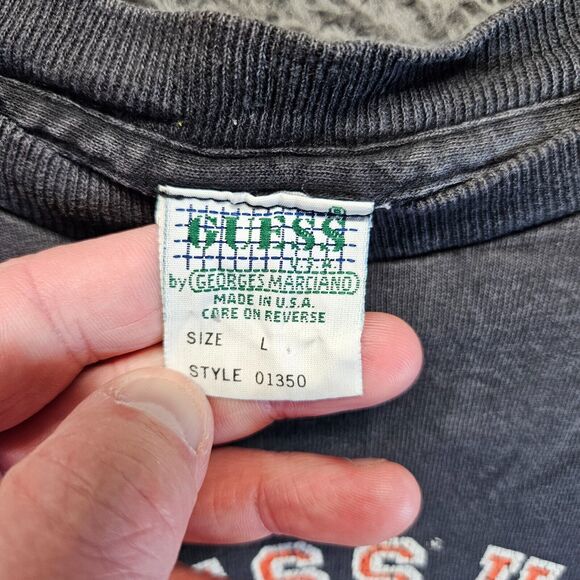 GUESS
U.S.A.
by GEORGES MARCIANO
MADE IN U.S.A.
CARE ON REVERSE
SIZE L
STYLE 01350